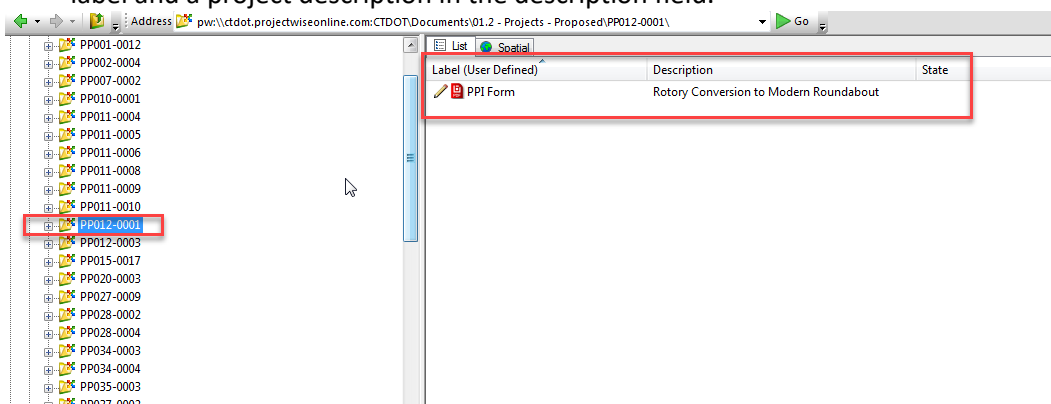 label and a project description in the description field.
Address pw:\\ctdot.projectwiseonline.com:CTDOT\Documents\01.2 - Projects - Proposed\PP012-0001\ Go
PP001-0012
PP002-0004
PP007-0002
PP010-0001
PP011-0004
PP011-0005
PP011-0006
PP011-0008
PP011-0009
PP011-0010
PP012-0001
PP012-0003
PP015-0017
PP020-0003
PP027-0009
PP028-0002
PP028-0004
PP034-0003
PP034-0004
PP035-0003
PP037-0002
List Spatial
Label (User Defined) Description State
PPI Form Rotory Conversion to Modern Roundabout